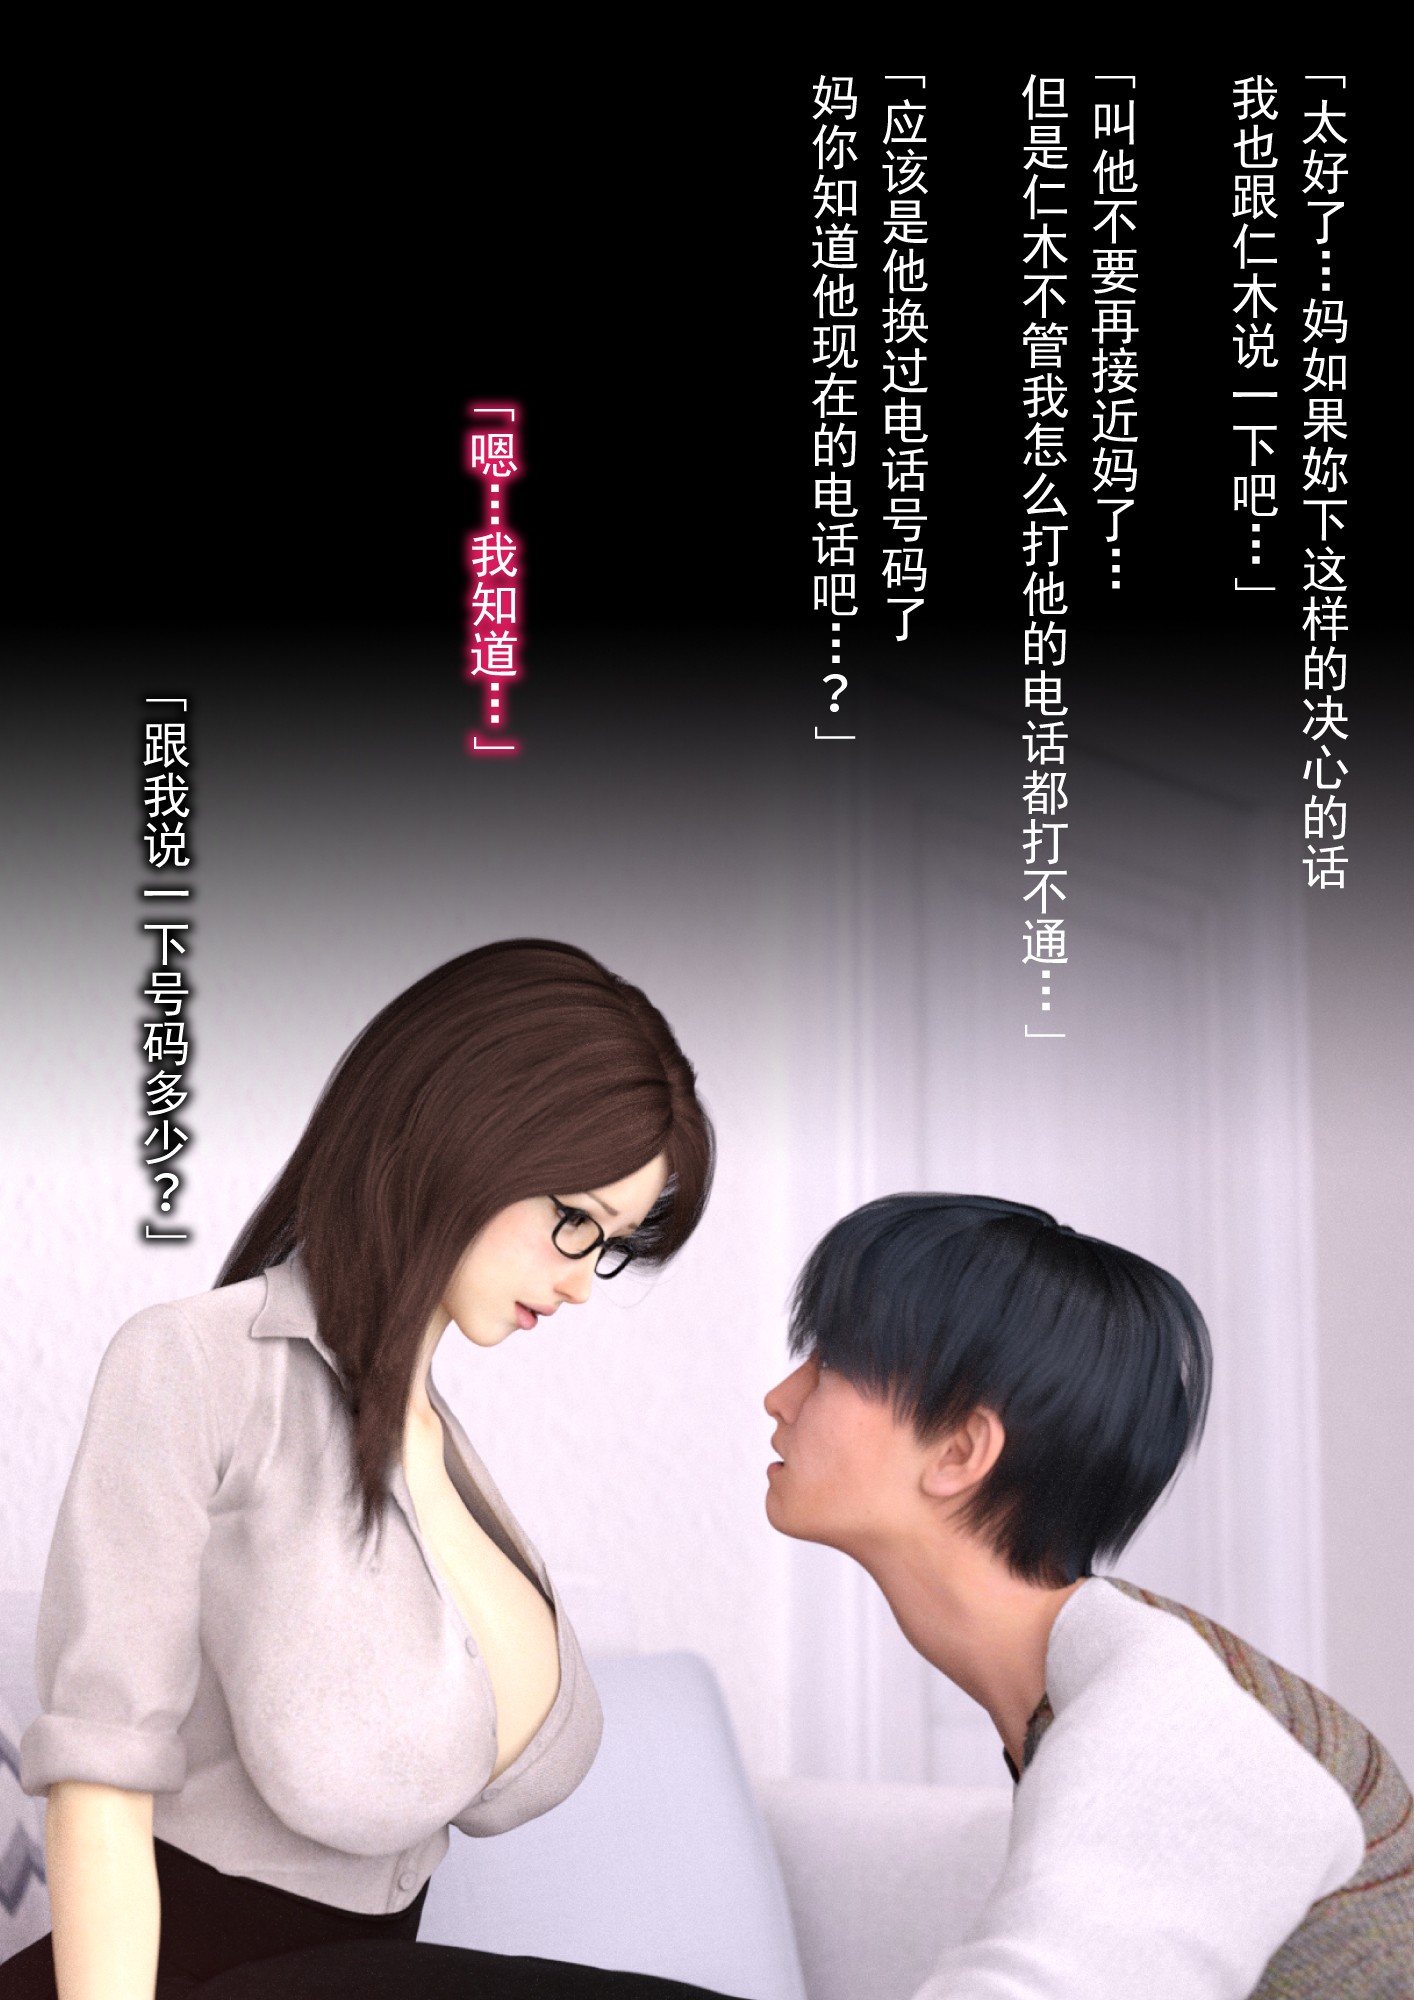 「太好了…妈如果妳下这样的决心的话
我也跟仁木说一下吧…」
「叫他不要再接近妈了…
但是仁木不管我怎么打他的电话都打不通…」
「应该是他换过电话号码了
妈你知道他现在的电话吧…？」
「嗯…我知道…」
「跟我说一下号码多少？」